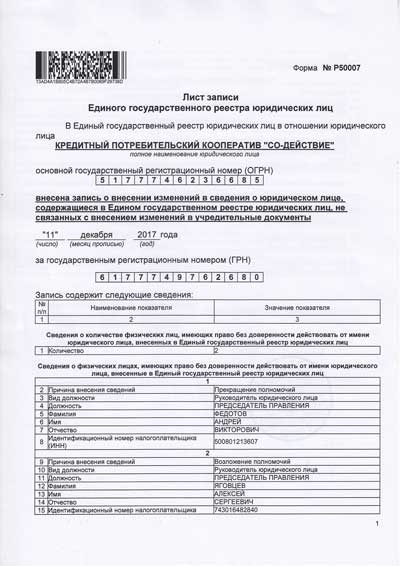 Форма № Р50007
Лист записи
Единого государственного реестра юридических лиц
В Единый государственный реестр юридических лиц в отношении юридического
лица
КРЕДИТНЫЙ ПОТРЕБИТЕЛЬСКИЙ КООПЕРАТИВ "СО-ДЕЙСТВИЕ"
полное наименование юридического лица
основной государственный регистрационный номер (ОГРН)
5 1 7 7 7 4 6 2 3 6 6 8 5
внесена запись о внесении изменений в сведения о юридическом лице,
содержащиеся в Едином государственном реестре юридических лиц, не
связанных с внесением изменений в учредительные документы
"11" декабря 2017 года
(число) (месяц прописью) (год)
за государственным регистрационным номером (ГРН)
6 1 7 7 7 4 9 7 6 2 6 8 0
Запись содержит следующие сведения:
№ п/п Наименование показателя Значение показателя
1 2 3
Сведения о количестве физических лиц, имеющих право без доверенности действовать от имени
юридического лица, внесенных в Единый государственный реестр юридических лиц
1 Количество 2
Сведения о физических лицах, имеющих право без доверенности действовать от имени юридического
лица, внесенные в Единый государственный реестр юридических лиц
1
2 Причина внесения сведений Прекращение полномочий
3 Вид должности Руководитель юридического лица
4 Должность ПРЕДСЕДАТЕЛЬ ПРАВЛЕНИЯ
5 Фамилия ФЕДОТОВ
6 Имя АНДРЕЙ
7 Отчество ВИКТОРОВИЧ
8 Идентификационный номер налогоплательщика (ИНН) 500801213607
2
9 Причина внесения сведений Возложение полномочий
10 Вид должности Руководитель юридического лица
11 Должность ПРЕДСЕДАТЕЛЬ ПРАВЛЕНИЯ
12 Фамилия ЯГОВЦЕВ
13 Имя АЛЕКСЕЙ
14 Отчество СЕРГЕЕВИЧ
15 Идентификационный номер налогоплательщика 743016482840
1